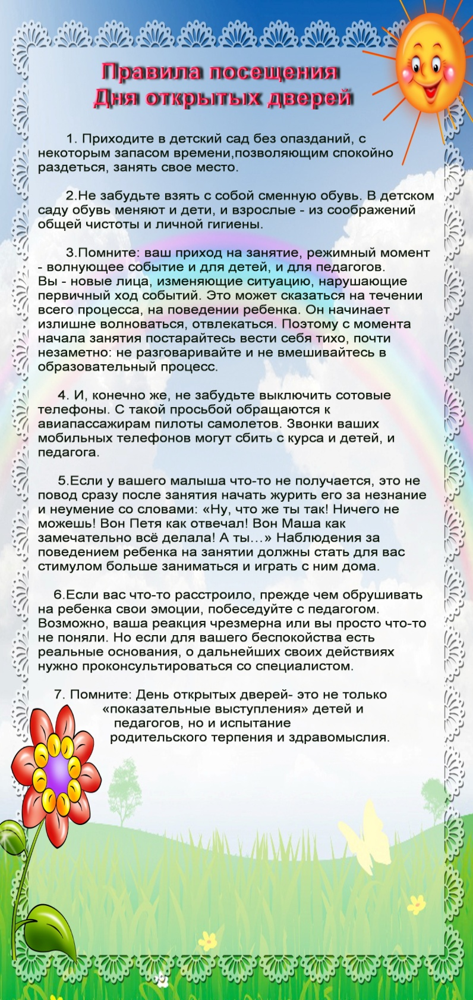 Правила посещения
Дня открытых дверей
1. Приходите в детский сад без опазданий, с
некоторым запасом времени,позволяющим спокойно
раздеться, занять свое место.
2.Не забудьте взять с собой сменную обувь. В детском
саду обувь меняют и дети, и взрослые - из соображений
общей чистоты и личной гигиены.
3.Помните: ваш приход на занятие, режимный момент
- волнующее событие и для детей, и для педагогов.
Вы - новые лица, изменяющие ситуацию, нарушающие
первичный ход событий. Это может сказаться на течении
всего процесса, на поведении ребенка. Он начинает
излишне волноваться, отвлекаться. Поэтому с момента
начала занятия постарайтесь вести себя тихо, почти
незаметно: не разговаривайте и не вмешивайтесь в
образовательный процесс.
4. И, конечно же, не забудьте выключить сотовые
телефоны. С такой просьбой обращаются к
авиапассажирам пилоты самолетов. Звонки ваших
мобильных телефонов могут сбить с курса и детей, и
педагога.
5.Если у вашего малыша что-то не получается, это не
повод сразу после занятия начать журить его за незнание
и неумение со словами: «Ну, что же ты так! Ничего не
можешь! Вон Петя как отвечал! Вон Маша как
замечательно всё делала! А ты...» Наблюдения за
поведением ребенка на занятии должны стать для вас
стимулом больше заниматься и играть с ним дома.
6.Если вас что-то расстроило, прежде чем обрушивать
на ребенка свои эмоции, побеседуйте с педагогом.
Возможно, ваша реакция чрезмерна или вы просто что-то
не поняли. Но если для вашего беспокойства есть
реальные основания, о дальнейших своих действиях
нужно проконсультироваться со специалистом.
7. Помните: День открытых дверей- это не только
«показательные выступления» детей и
педагогов, но и испытание
родительского терпения и здравомыслия.